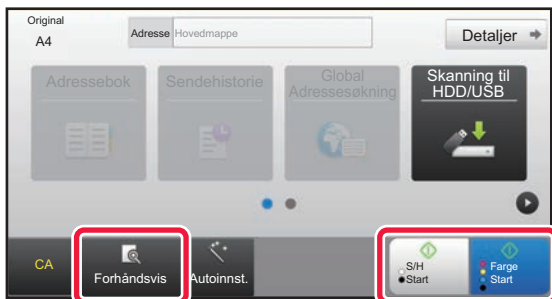 Original
A4
Adresse Hovedmappe
Detaljer
Adressebok
Sendehistorie
Global
Adressesøkning
Skanning til
HDD/USB
CA
Forhåndsvis
Autoinnst.
S/H
Start
Farge
Start